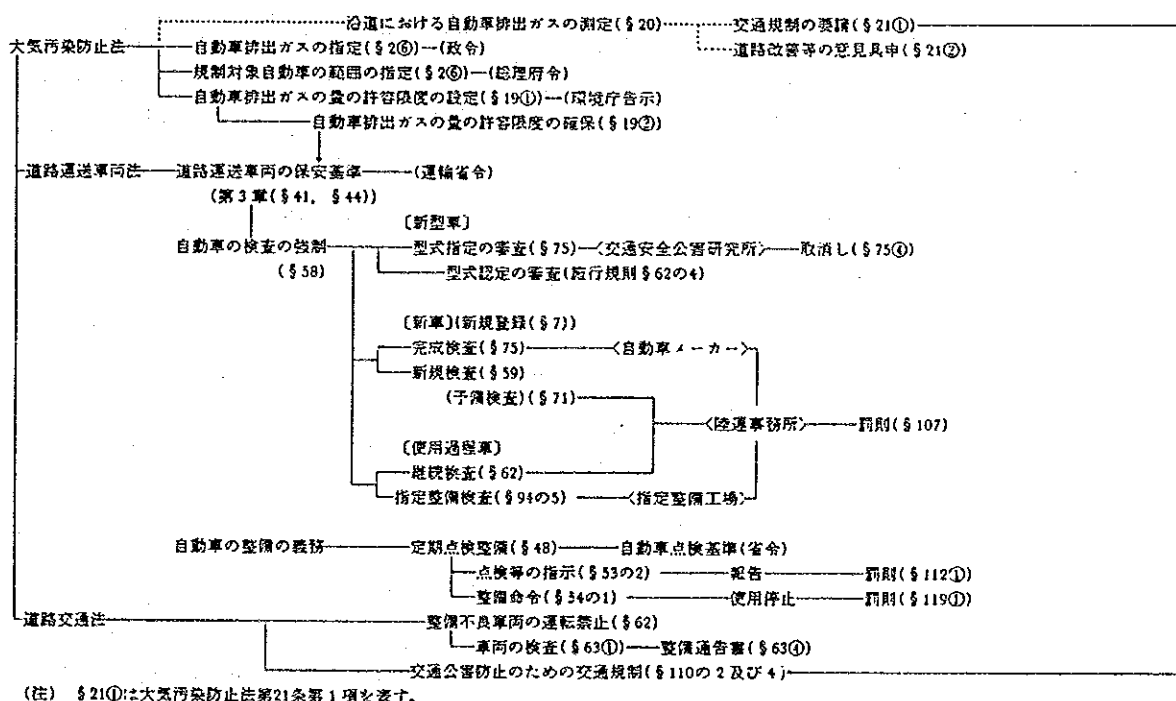 沿道における自動車排出ガスの測定(§20) 交通規制の要請(§21①)
大気汚染防止法 自動車排出ガスの指定(§2⑥)―(政令) 道路改善等の意見具申(§21②)
規制対象自動車の範囲の指定(§2⑥)―(総理府令)
自動車排出ガスの量の許容限度の設定(§19①)―(環境庁告示)
自動車排出ガスの量の許容限度の確保(§19②)
道路運送車両法 道路運送車両の保安基準 (運輸省令)
(第3章(§41, §44))
〔新型車〕
自動車の検査の強制 型式指定の審査(§75) 〈交通安全公害研究所〉 取消し(§75④)
(§58) 型式認定の審査(施行規則§62の4)
〔新車〕(新規登録(§7))
完成検査(§75) 〈自動車メーカー〉
新規検査(§59)
(予備検査)(§71)
〈陸運事務所〉 罰則(§107)
〔使用過程車〕
継続検査(§62)
指定整備検査(§94の5) 〈指定整備工場〉
自動車の整備の義務 定期点検整備(§48) 自動車点検基準(省令)
点検等の指示(§53の2) 報告 罰則(§112①)
整備命令(§54の1) 使用停止 罰則(§119①)
道路交通法 整備不良車両の運転禁止(§62)
車両の検査(§63①) 整備通告書(§63④)
交通公害防止のための交通規制(§110の2及び4)
(注) §21①は大気汚染防止法第21条第1項を表す。